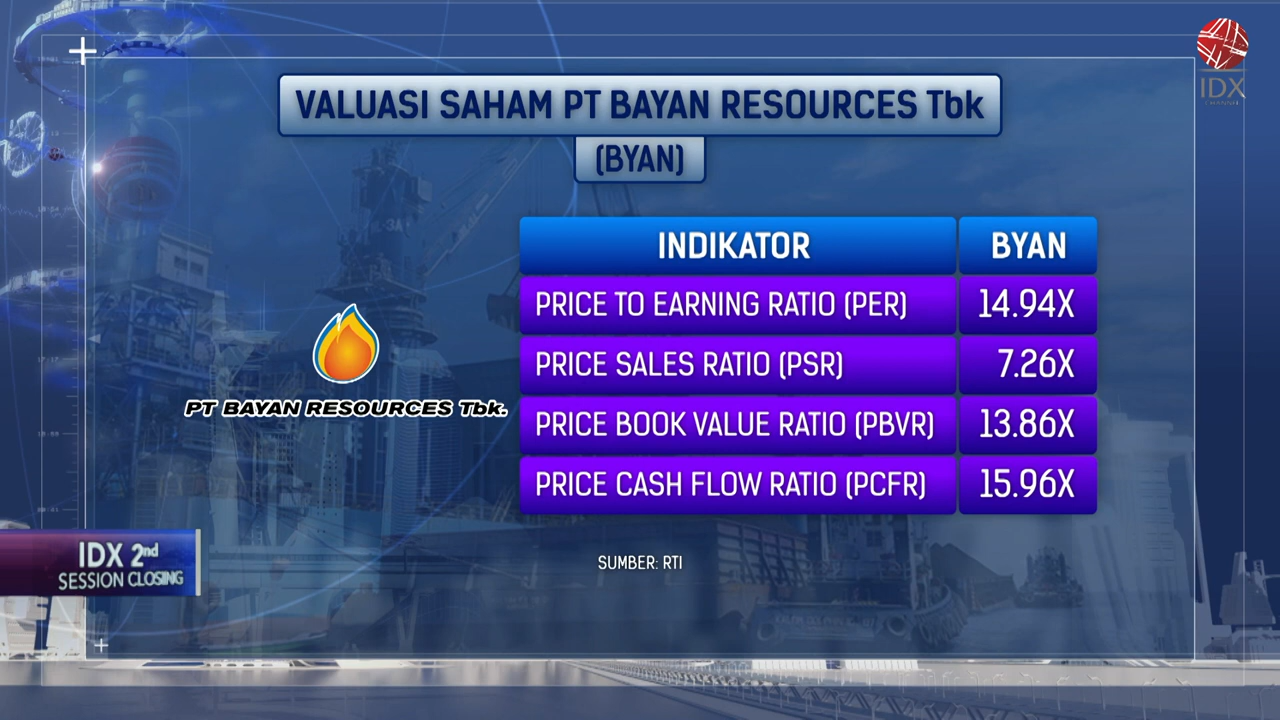 IDX
CHANNEL
VALUASI SAHAM PT BAYAN RESOURCES Tbk
(BYAN)
INDIKATOR BYAN
PRICE TO EARNING RATIO (PER) 14.94X
PRICE SALES RATIO (PSR) 7.26X
PRICE BOOK VALUE RATIO (PBVR) 13.86X
PRICE CASH FLOW RATIO (PCFR) 15.96X
PT BAYAN RESOURCES Tbk.
SUMBER: RTI
IDX 2nd
SESSION CLOSING